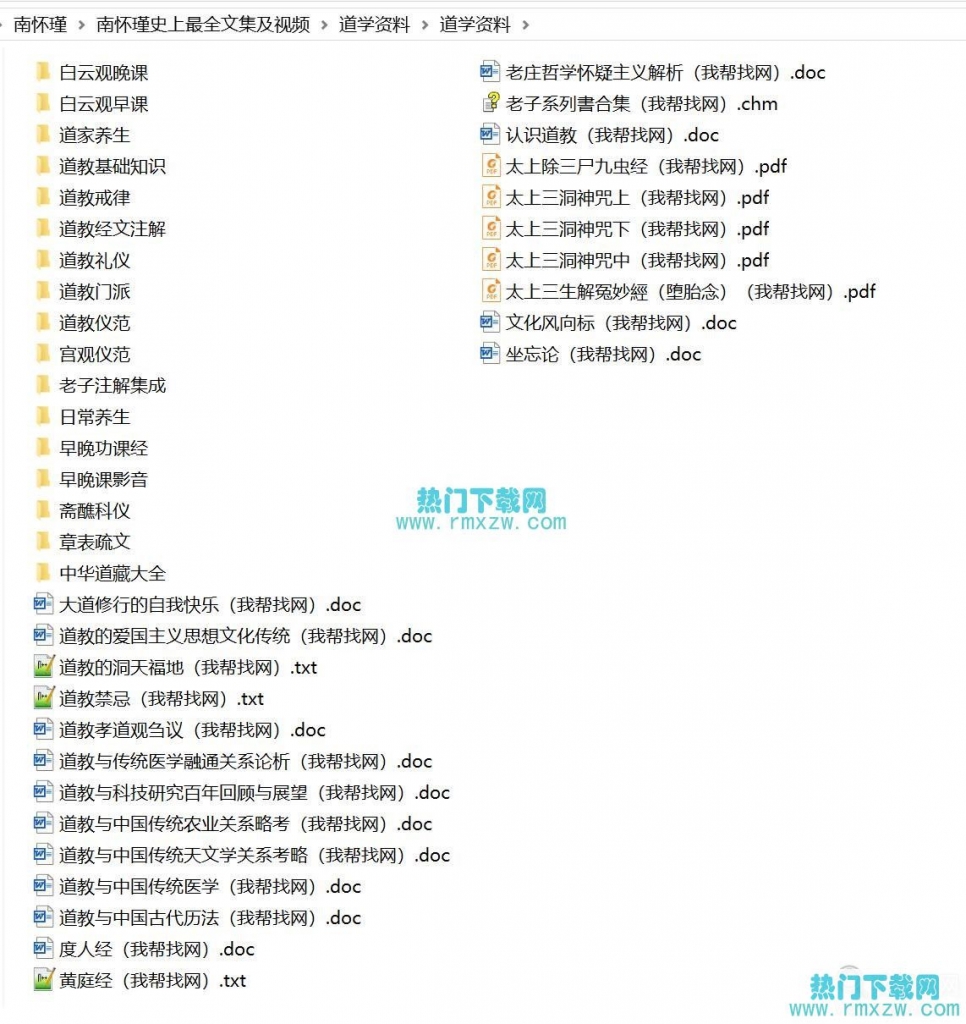 南怀瑾 › 南怀瑾史上最全文集及视频 › 道学资料 › 道学资料 ›
白云观晚课
白云观早课
道家养生
道教基础知识
道教戒律
道教经文注解
道教礼仪
道教门派
道教仪范
宫观仪范
老子注解集成
日常养生
早晚功课经
早晚课影音
斋醮科仪
章表疏文
中华道藏大全
大道修行的自我快乐（我帮找网）.doc
道教的爱国主义思想文化传统（我帮找网）.doc
道教的洞天福地（我帮找网）.txt
道教禁忌（我帮找网）.txt
道教孝道观刍议（我帮找网）.doc
道教与传统医学融通关系论析（我帮找网）.doc
道教与科技研究百年回顾与展望（我帮找网）.doc
道教与中国传统农业关系略考（我帮找网）.doc
道教与中国传统天文学关系考略（我帮找网）.doc
道教与中国传统医学（我帮找网）.doc
道教与中国古代历法（我帮找网）.doc
度人经（我帮找网）.doc
黄庭经（我帮找网）.txt
老庄哲学怀疑主义解析（我帮找网）.doc
老子系列書合集（我帮找网）.chm
认识道教（我帮找网）.doc
太上除三尸九虫经（我帮找网）.pdf
太上三洞神咒上（我帮找网）.pdf
太上三洞神咒下（我帮找网）.pdf
太上三洞神咒中（我帮找网）.pdf
太上三生解冤妙經（堕胎念）（我帮找网）.pdf
文化风向标（我帮找网）.doc
坐忘论（我帮找网）.doc
热门下载网
www.rmxzw.com
热门下载网
www.rmxzw.com